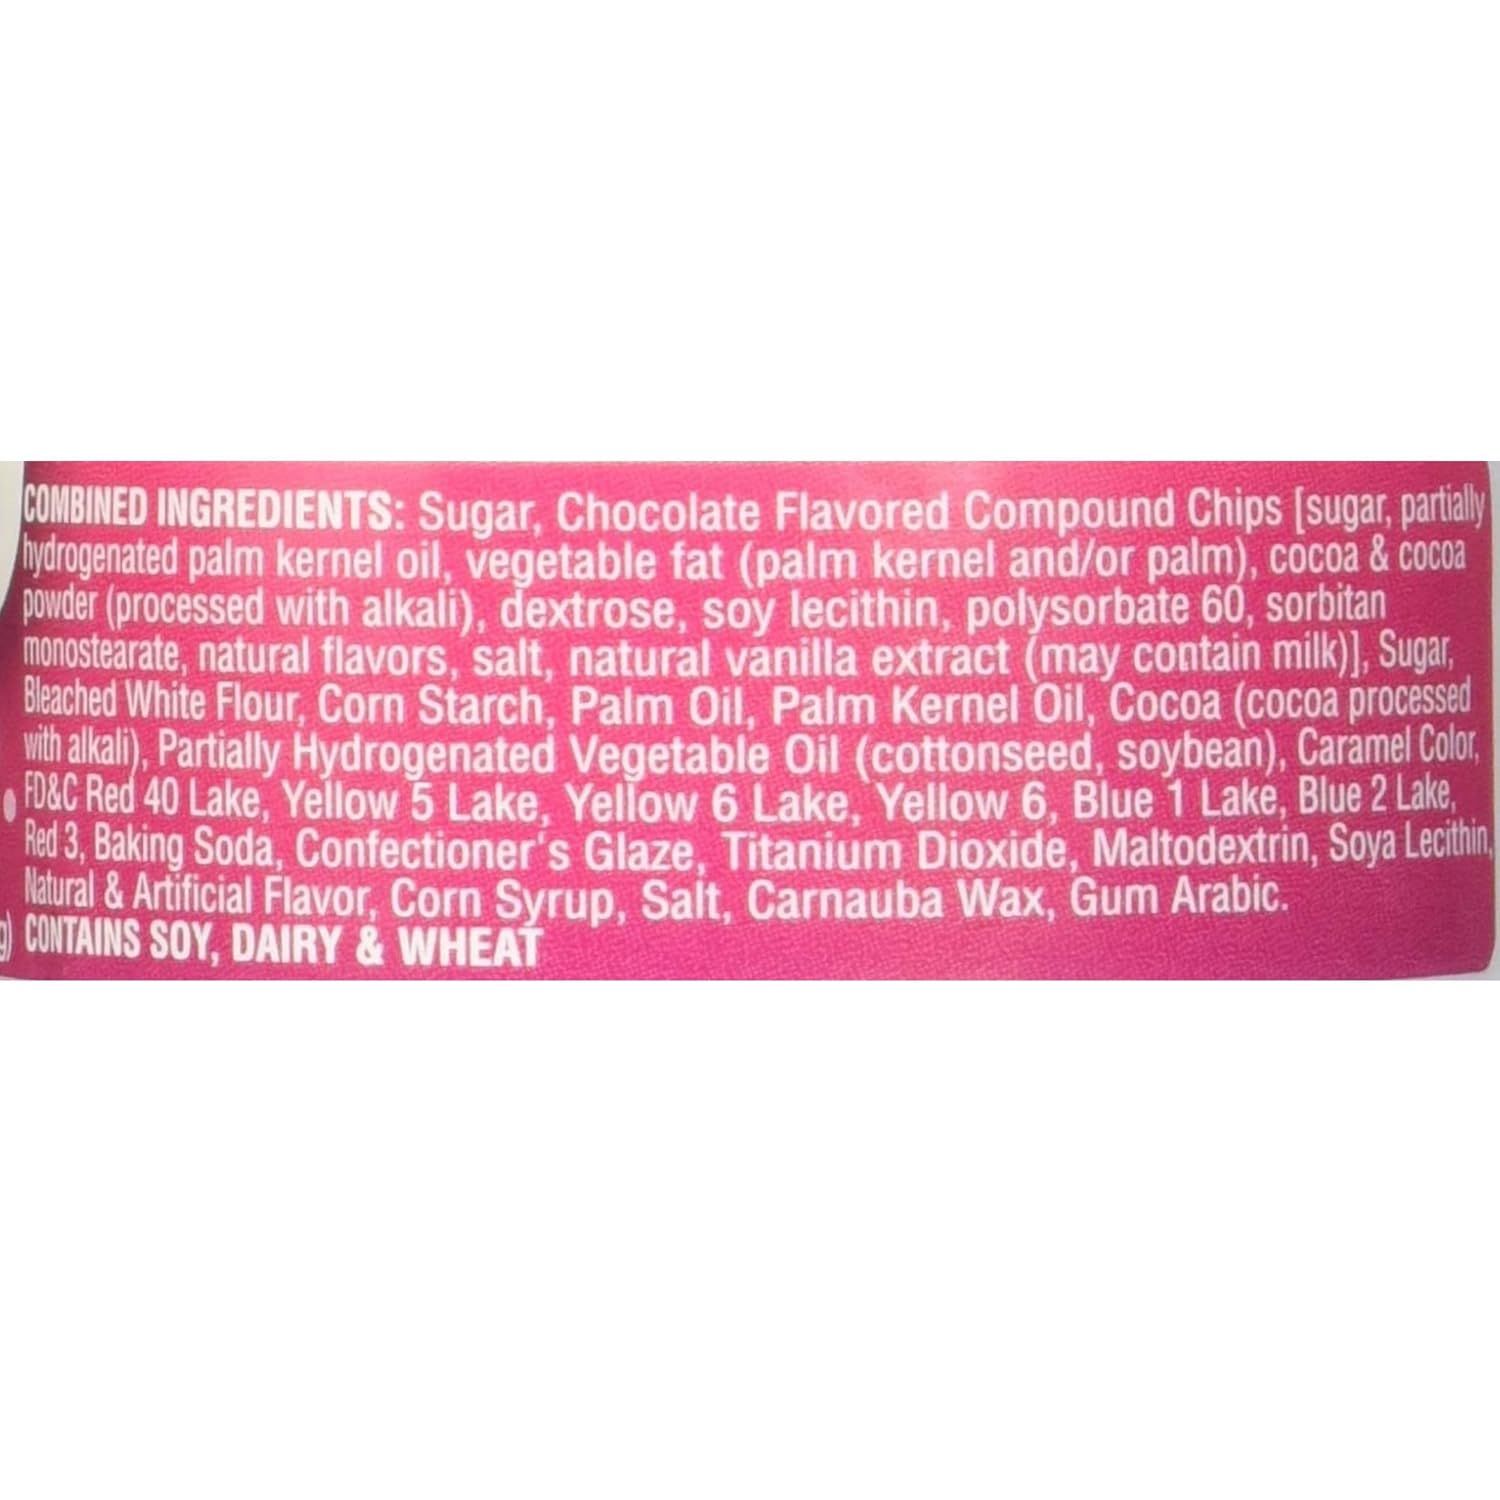 COMBINED INGREDIENTS: Sugar, Chocolate Flavored Compound Chips [sugar, partially
hydrogenated palm kernel oil, vegetable fat (palm kernel and/or palm), cocoa & cocoa
powder (processed with alkali), dextrose, soy lecithin, polysorbate 60, sorbitan
monostearate, natural flavors, salt, natural vanilla extract (may contain milk)], Sugar,
Bleached White Flour, Corn Starch, Palm Oil, Palm Kernel Oil, Cocoa (cocoa processed
with alkali), Partially Hydrogenated Vegetable Oil (cottonseed, soybean), Caramel Color,
FD&C Red 40 Lake, Yellow 5 Lake, Yellow 6 Lake, Yellow 6, Blue 1 Lake, Blue 2 Lake,
Red 3, Baking Soda, Confectioner's Glaze, Titanium Dioxide, Maltodextrin, Soya Lecithin,
Natural & Artificial Flavor, Corn Syrup, Salt, Carnauba Wax, Gum Arabic.
CONTAINS SOY, DAIRY & WHEAT